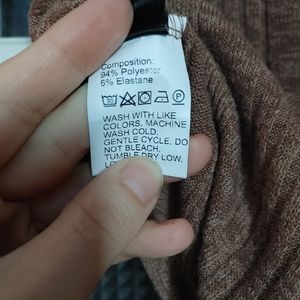 Composition:
94% Polyester
6% Elastane
WASH WITH LIKE
COLORS, MACHINE
WASH COLD.
GENTLE CYCLE. DO
NOT BLEACH.
TUMBLE DRY LOW.